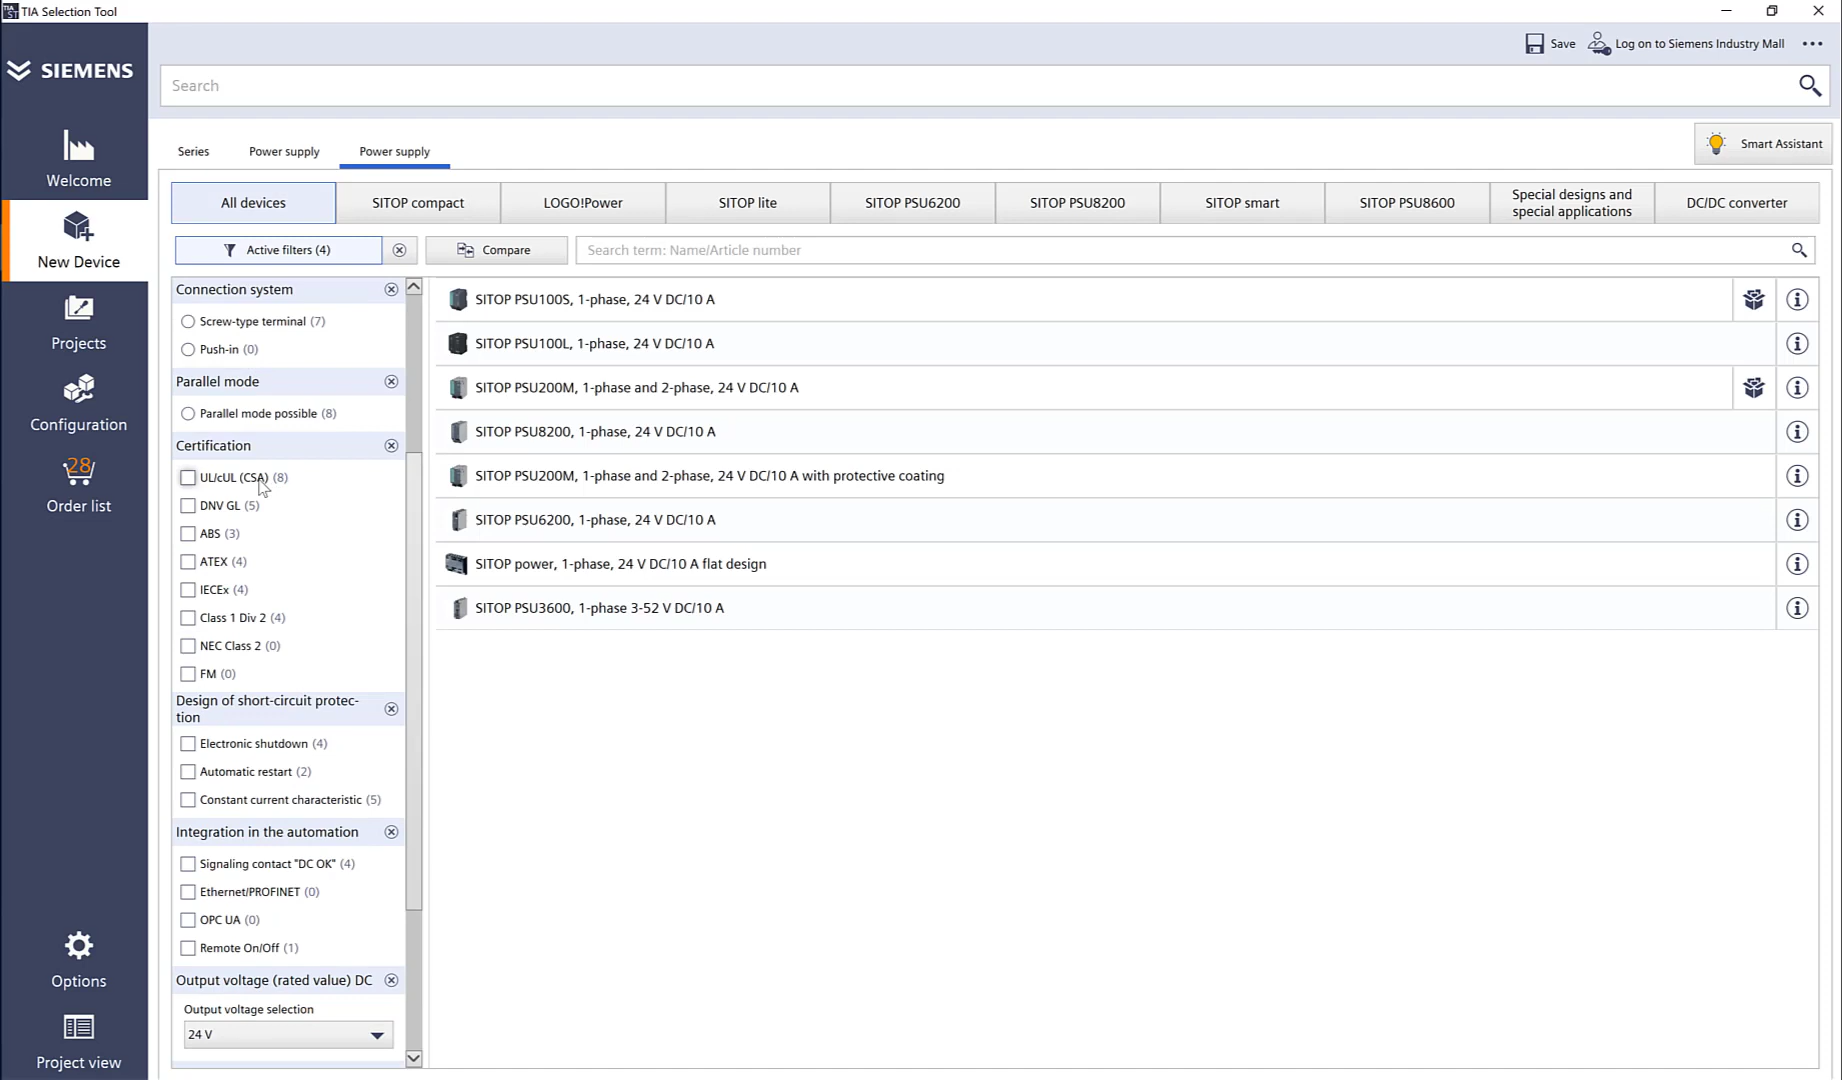 TIA Selection Tool
Save
Log on to Siemens Industry Mall
SIEMENS
Search
Welcome
New Device
Projects
Configuration
28
Order list
Options
Project view
Series
Power supply
Power supply
Smart Assistant
All devices
SITOP compact
LOGO!Power
SITOP lite
SITOP PSU6200
SITOP PSU8200
SITOP smart
SITOP PSU8600
Special designs and
special applications
DC/DC converter
Active filters (4)
Compare
Search term: Name/Article number
Connection system
Screw-type terminal (7)
Push-in (0)
Parallel mode
Parallel mode possible (8)
Certification
UL/cUL (CSA) (8)
DNV GL (5)
ABS (3)
ATEX (4)
IECEx (4)
Class 1 Div 2 (4)
NEC Class 2 (0)
FM (0)
Design of short-circuit protec-
tion
Electronic shutdown (4)
Automatic restart (2)
Constant current characteristic (5)
Integration in the automation
Signaling contact "DC OK" (4)
Ethernet/PROFINET (0)
OPC UA (0)
Remote On/Off (1)
Output voltage (rated value) DC
Output voltage selection
24 V
SITOP PSU100S, 1-phase, 24 V DC/10 A
SITOP PSU100L, 1-phase, 24 V DC/10 A
SITOP PSU200M, 1-phase and 2-phase, 24 V DC/10 A
SITOP PSU8200, 1-phase, 24 V DC/10 A
SITOP PSU200M, 1-phase and 2-phase, 24 V DC/10 A with protective coating
SITOP PSU6200, 1-phase, 24 V DC/10 A
SITOP power, 1-phase, 24 V DC/10 A flat design
SITOP PSU3600, 1-phase 3-52 V DC/10 A